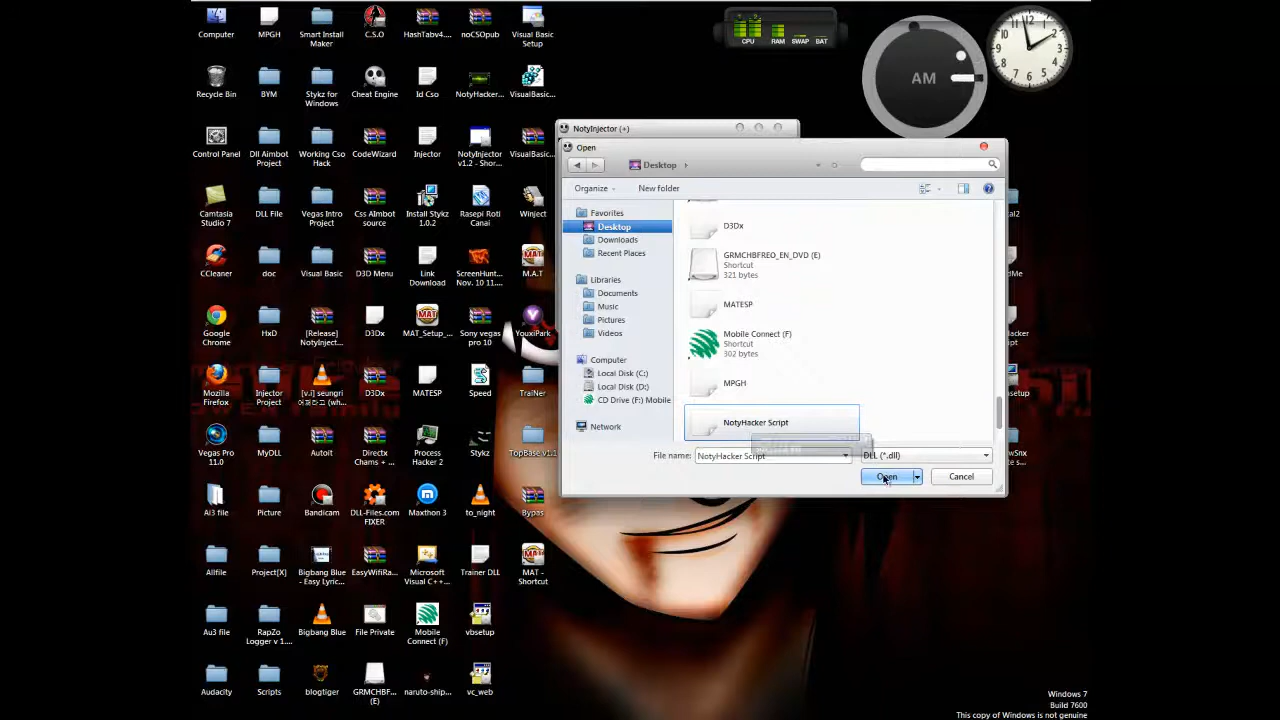 Computer
MPGH
Smart Install
Maker
C.S.O
HashTabv4....
noCSOpub
Visual Basic
Setup
CPU
RAM
SWAP
BAT
AM
Recycle Bin
BYM
Stykz for
Windows
Cheat Engine
Id Cso
NotyHacker...
VisualBasic...
Control Panel
Dll Aimbot
Project
Working Cso
Hack
CodeWizard
Injector
NotyInjector
v1.2 - Shor...
VisualBasic...
Camtasia
Studio 7
DLL File
Vegas Intro
Project
Css AImbot
source
Install Stykz
1.0.2
Rasepi Roti
Canai
Winject
CCleaner
doc
Visual Basic
D3D Menu
Link
Download
ScreenHunt...
Nov. 10 11....
M.A.T
Google
Chrome
HxD
[Release]
NotyInjec...
D3Dx
MAT_Setup_...
Sony vegas
pro 10
YouxiPark
Mozilla
Firefox
Injector
Project
[v.i] seungri
D3Dx
MATESP
Speed
TraiNer
Vegas Pro
11.0
MyDLL
Autoit
Directx
Chams + ...
Process
Hacker 2
Stykz
TopBase v1.1
Ai3 file
Picture
Bandicam
DLL-Files.com
FIXER
Maxthon 3
to_night
Bypas
Allfile
Project[X]
Bigbang Blue
- Easy Lyric...
EasyWifiRa...
Microsoft
Visual C++...
Trainer DLL
MAT -
Shortcut
Au3 file
RapZo
Logger v 1....
Bigbang Blue
File Private
Mobile
Connect (F)
vbsetup
Audacity
Scripts
blogtiger
GRMCHBF...
(E)
naruto-ship...
vc_web
NotyInjector (+)
Open
Desktop
Organize
New folder
Favorites
Desktop
Downloads
Recent Places
Libraries
Documents
Music
Pictures
Videos
Computer
Local Disk (C:)
Local Disk (D:)
CD Drive (F:) Mobile
Network
D3Dx
GRMCHBFREO_EN_DVD (E)
Shortcut
321 bytes
MATESP
Mobile Connect (F)
Shortcut
302 bytes
MPGH
NotyHacker Script
File name:
NotyHacker Script
DLL (*.dll)
Open
Cancel
Windows 7
Build 7600
This copy of Windows is not genuine